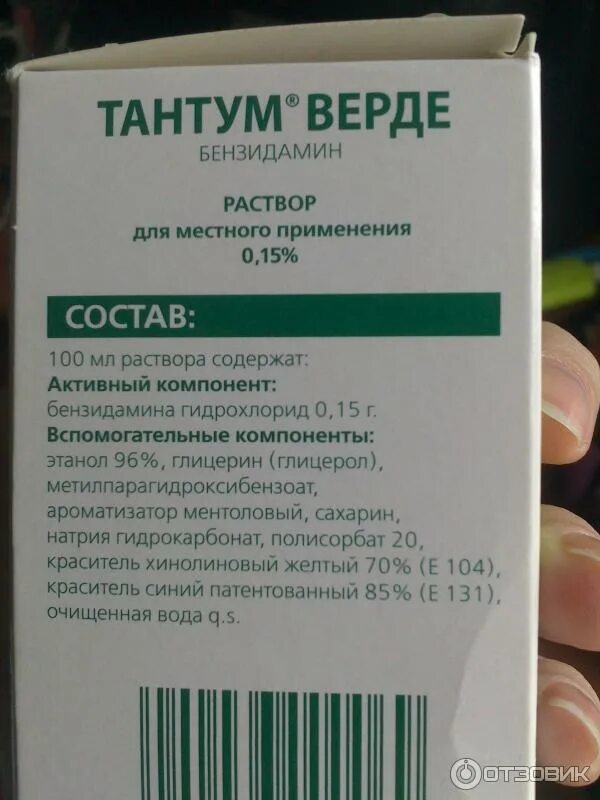 ТАНТУМ® ВЕРДЕ
БЕНЗИДАМИН
РАСТВОР
для местного применения
0,15%
СОСТАВ:
100 мл раствора содержат:
Активный компонент:
бензидамина гидрохлорид 0,15 г.
Вспомогательные компоненты:
этанол 96%, глицерин (глицерол),
метилпарагидроксибензоат,
ароматизатор ментоловый, сахарин,
натрия гидрокарбонат, полисорбат 20,
краситель хинолиновый желтый 70% (Е 104),
краситель синий патентованный 85% (Е 131),
очищенная вода q.s.
ОТЗОВИК